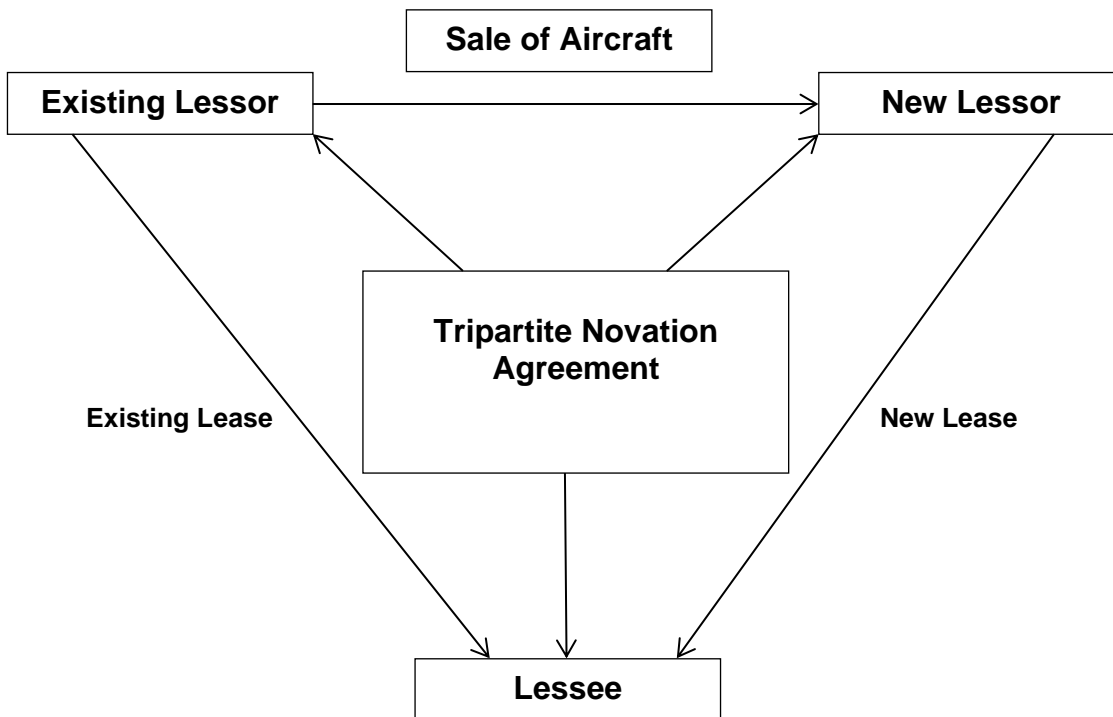 Sale of Aircraft
Existing Lessor
New Lessor
Tripartite Novation
Agreement
Existing Lease
New Lease
Lessee